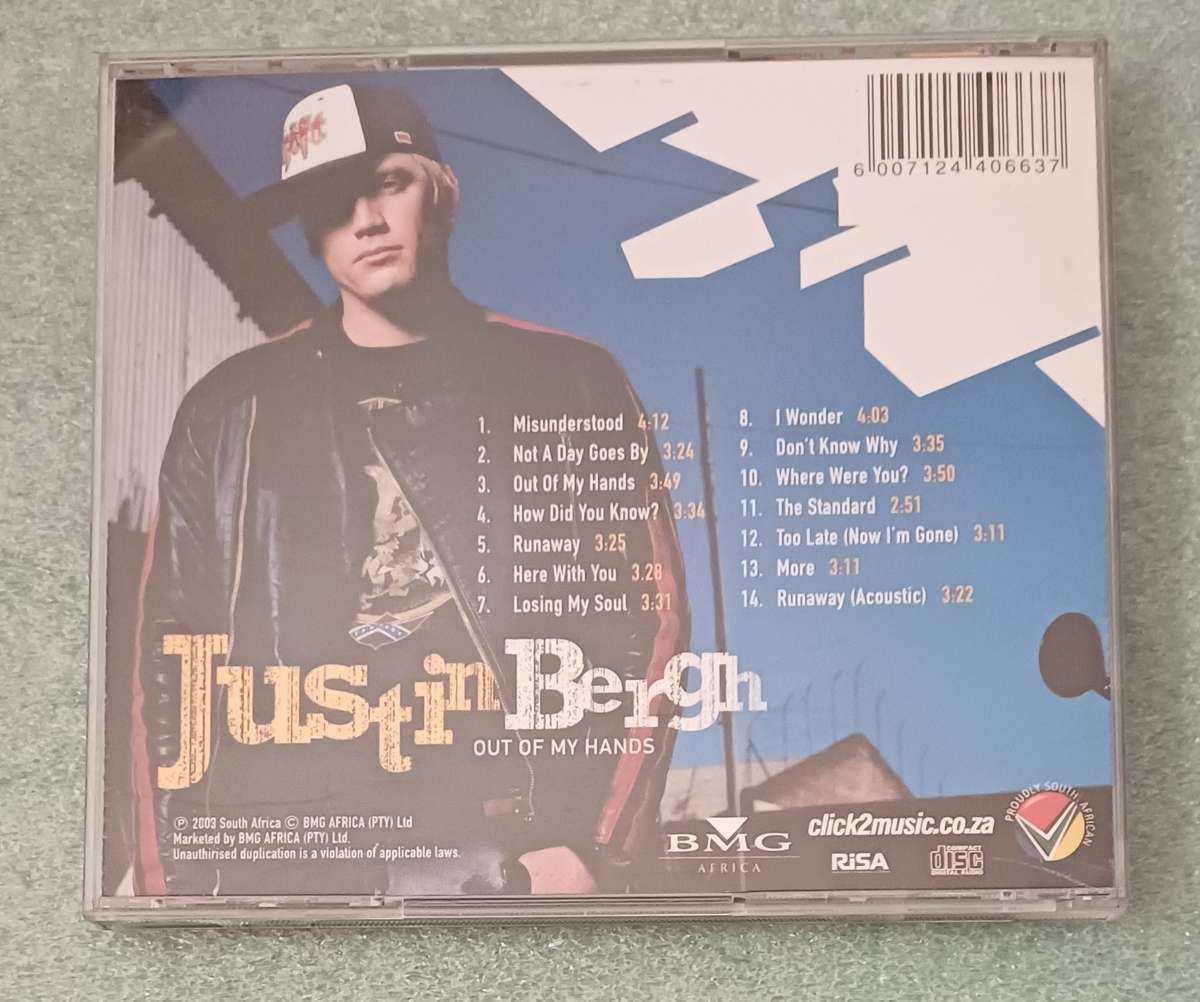 6 007124 406637
1. Misunderstood 4:12
2. Not A Day Goes By 3:24
3. Out Of My Hands 3:49
4. How Did You Know? 3:34
5. Runaway 3:25
6. Here With You 3.28
7. Losing My Soul 3:31
8. I Wonder 4:03
9. Don't Know Why 3:35
10. Where Were You? 3:50
11. The Standard 2:51
12. Too Late (Now I'm Gone) 3:11
13. More 3:11
14. Runaway (Acoustic) 3:22
Justin Bergh
OUT OF MY HANDS
℗ 2003 South Africa © BMG AFRICA (PTY) Ltd
Marketed by BMG AFRICA (PTY) Ltd.
Unauthirised duplication is a violation of applicable laws.
BMG
AFRICA
click2music.co.za
RiSA
COMPACT
disc
DIGITAL AUDIO
PROUDLY SOUTH AFRICAN